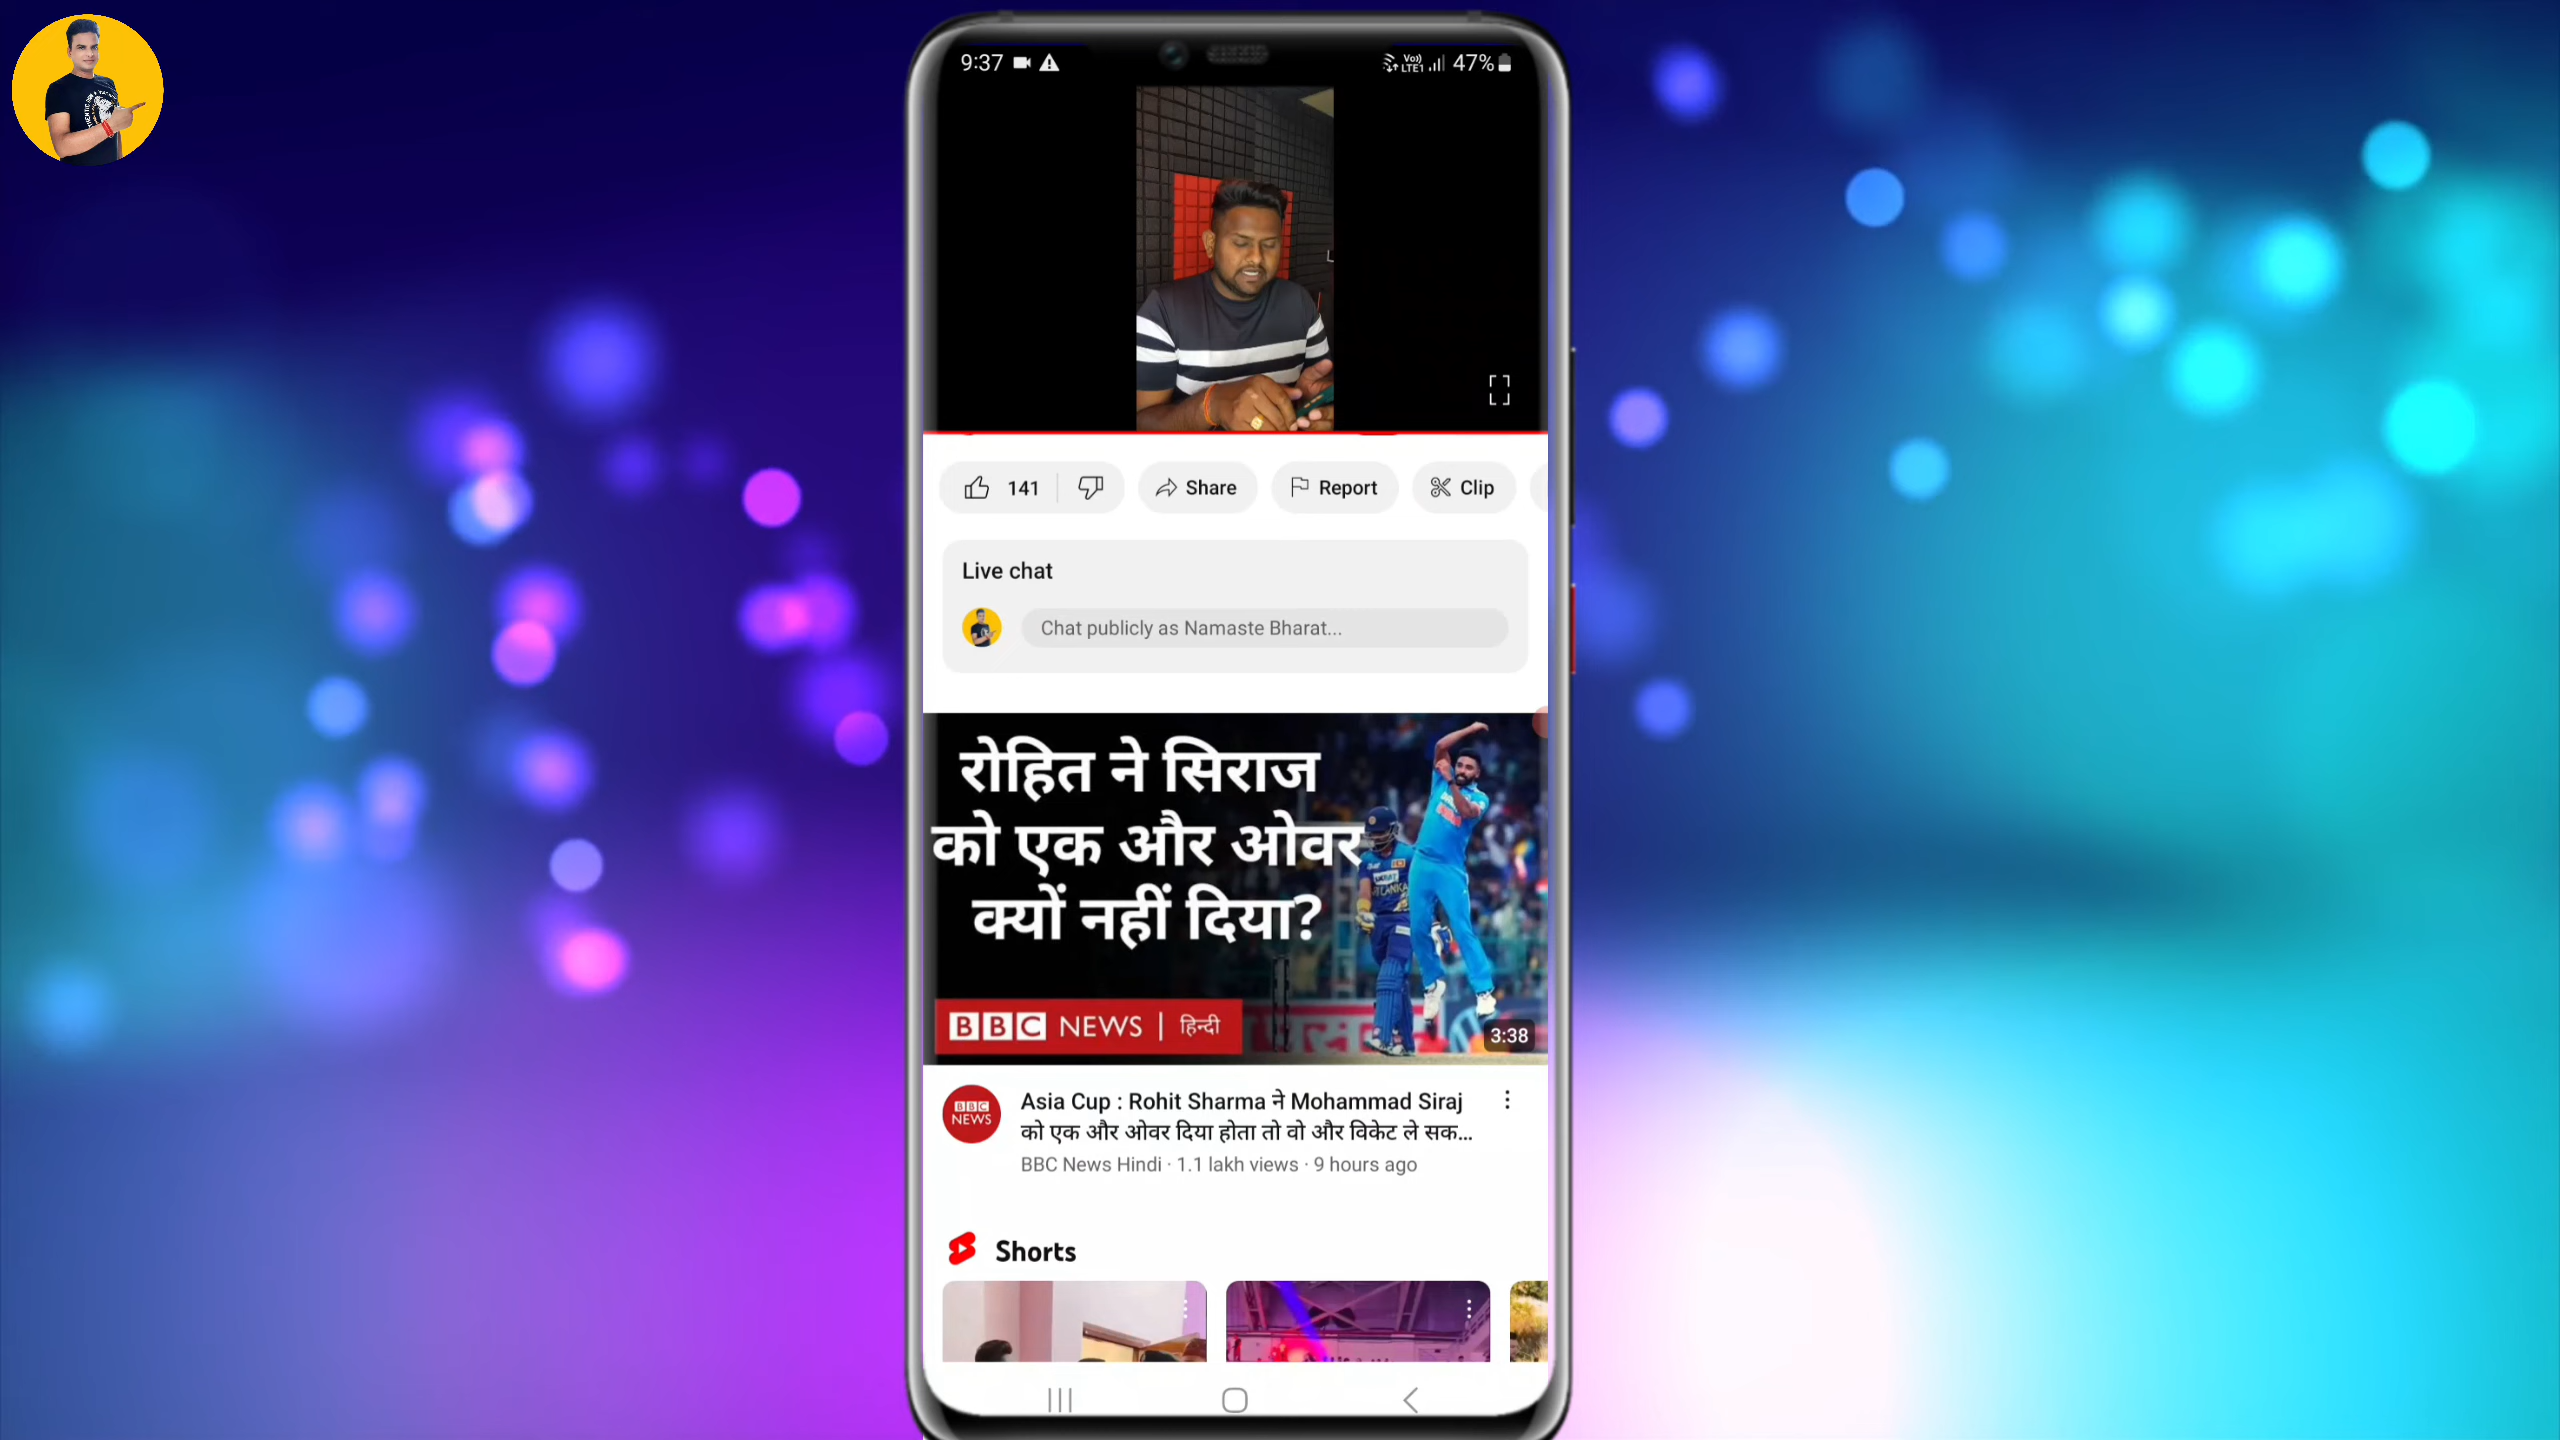 9:37
Vo)) LTE1 47%
141
Share
Report
Clip
Live chat
Chat publicly as Namaste Bharat...
रोहित ने सिराज
को एक और ओवर
क्यों नहीं दिया?
BBC NEWS | हिन्दी
3:38
BBC NEWS
Asia Cup : Rohit Sharma ने Mohammad Siraj
को एक और ओवर दिया होता तो वो और विकेट ले सक...
BBC News Hindi · 1.1 lakh views · 9 hours ago
Shorts